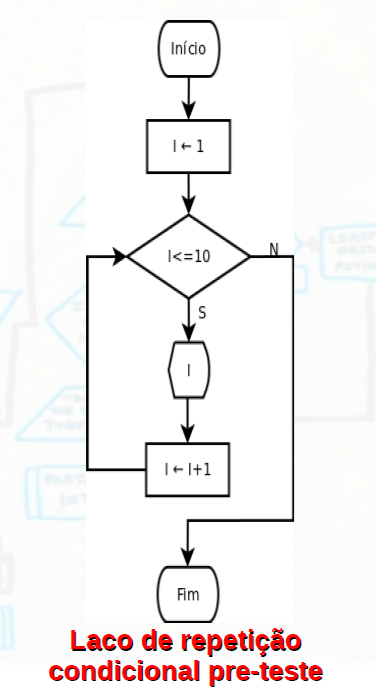 Início
I ← 1
I<=10
N
S
I
I ← I+1
Fim
Laco de repetição
condicional pre-teste